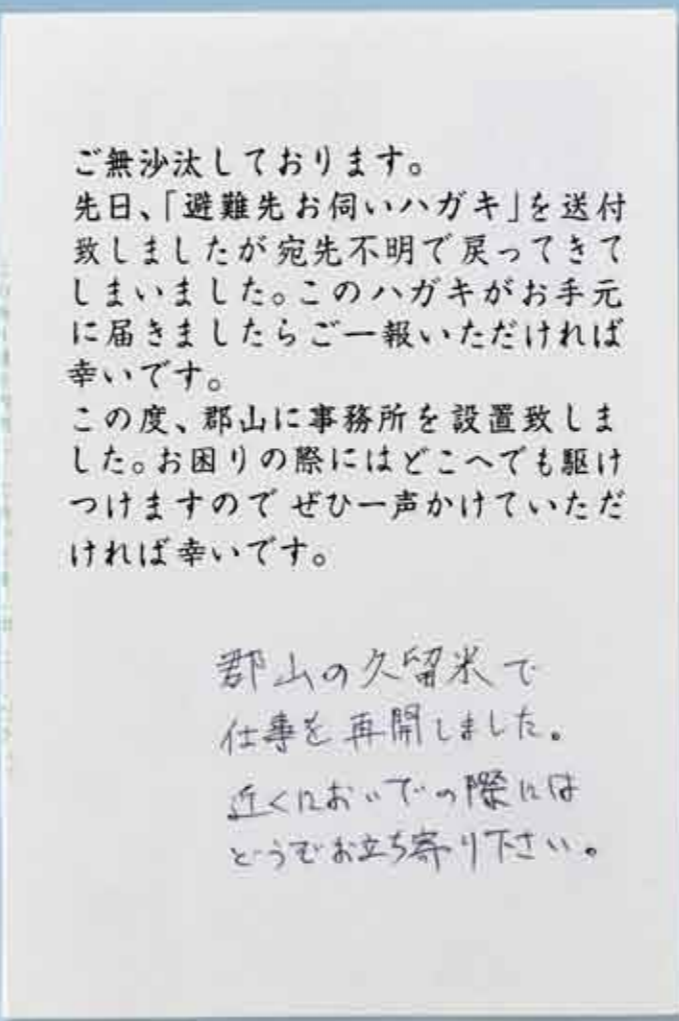 ご無沙汰しております。
先日、「避難先お伺いハガキ」を送付
致しましたが宛先不明で戻ってきて
しまいました。このハガキがお手元
に届きましたらご一報いただければ
幸いです。
この度、郡山に事務所を設置致しま
した。お困りの際にはどこへでも駆け
つけますので ぜひ一声かけていただ
ければ幸いです。
郡山の久留米で
仕事を再開しました。
近くにおいでの際には
どうぞお立ち寄り下さい。